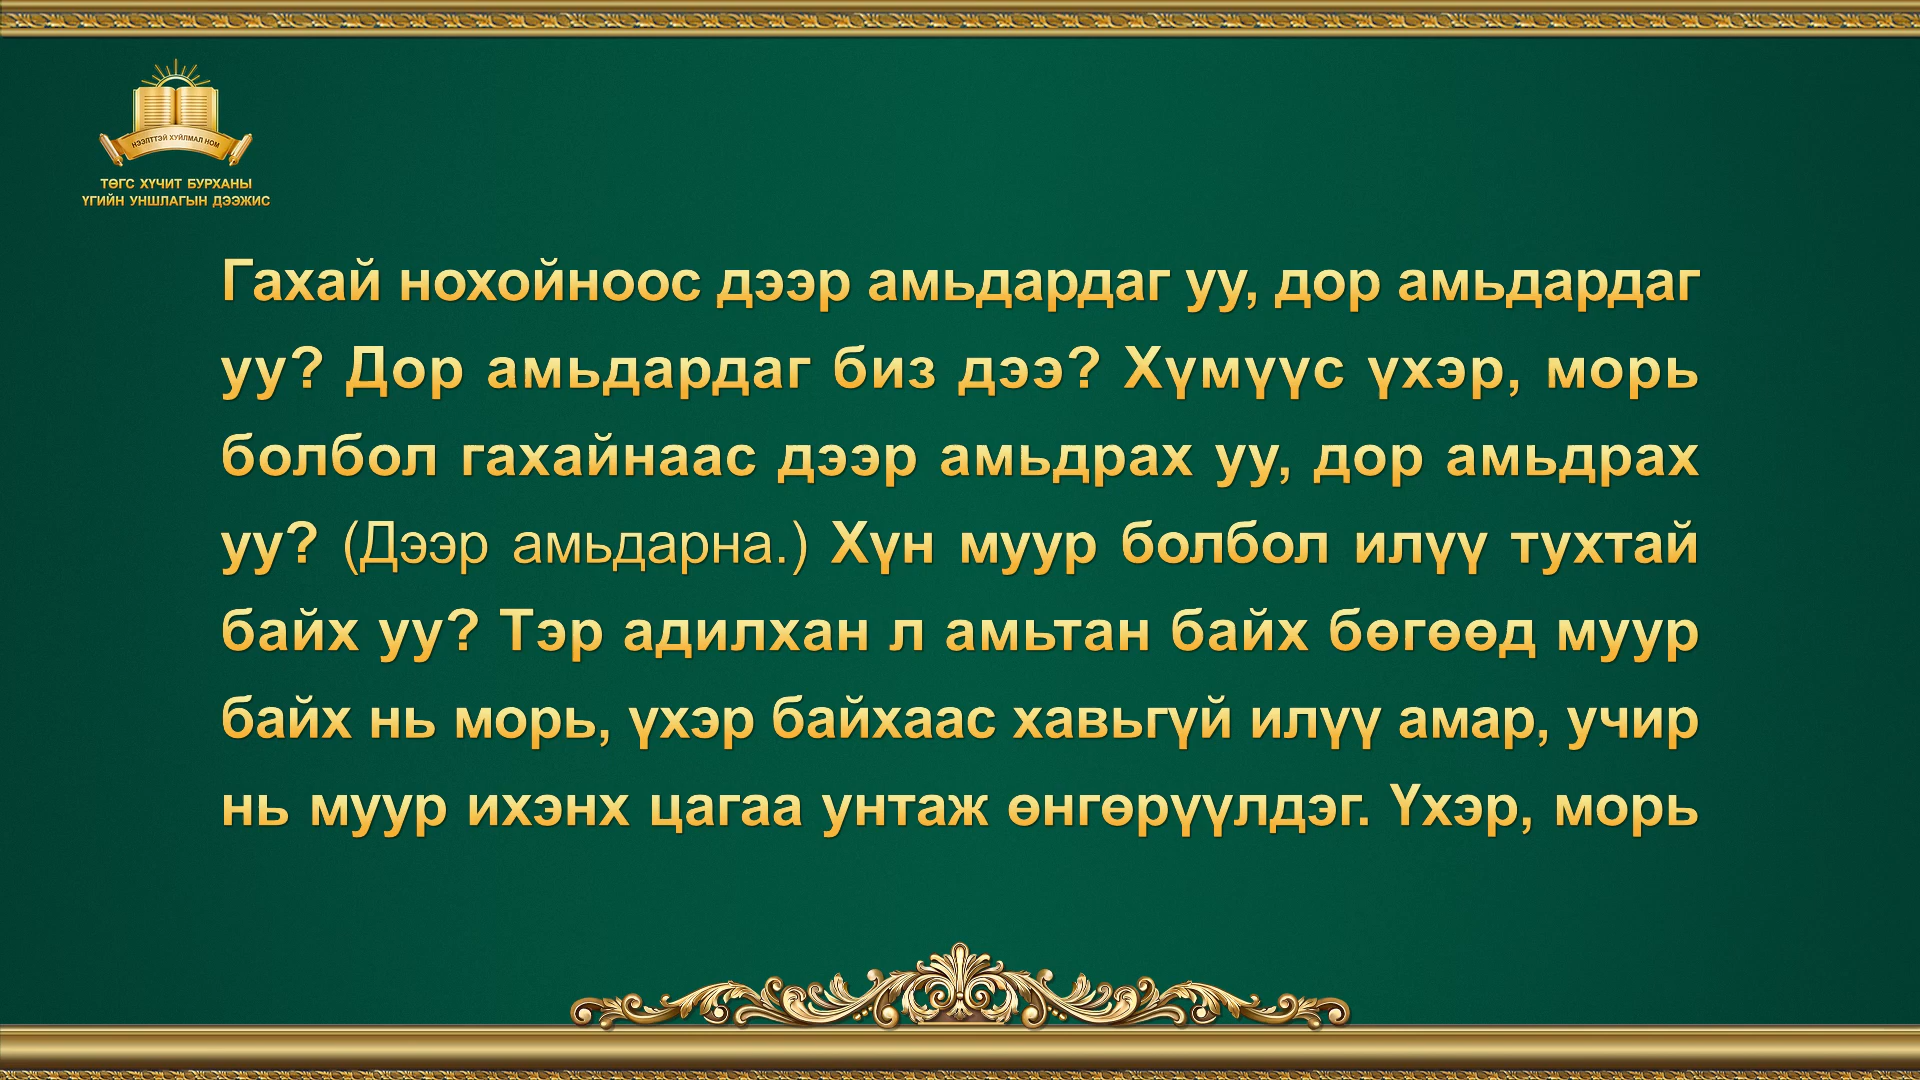 НЭЭЛТТЭЙ ХУЙЛМАЛ НОМ
ТӨГС ХҮЧИТ БУРХАНЫ
ҮГИЙН УНШЛАГЫН ДЭЭЖИС
Гахай нохойноос дээр амьдардаг уу, дор амьдардаг
уу? Дор амьдардаг биз дээ? Хүмүүс үхэр, морь
болбол гахайнаас дээр амьдрах уу, дор амьдрах
уу? (Дээр амьдарна.) Хүн муур болбол илүү тухтай
байх уу? Тэр адилхан л амьтан байх бөгөөд муур
байх нь морь, үхэр байхаас хавьгүй илүү амар, учир
нь муур ихэнх цагаа унтаж өнгөрүүлдэг. Үхэр, морь